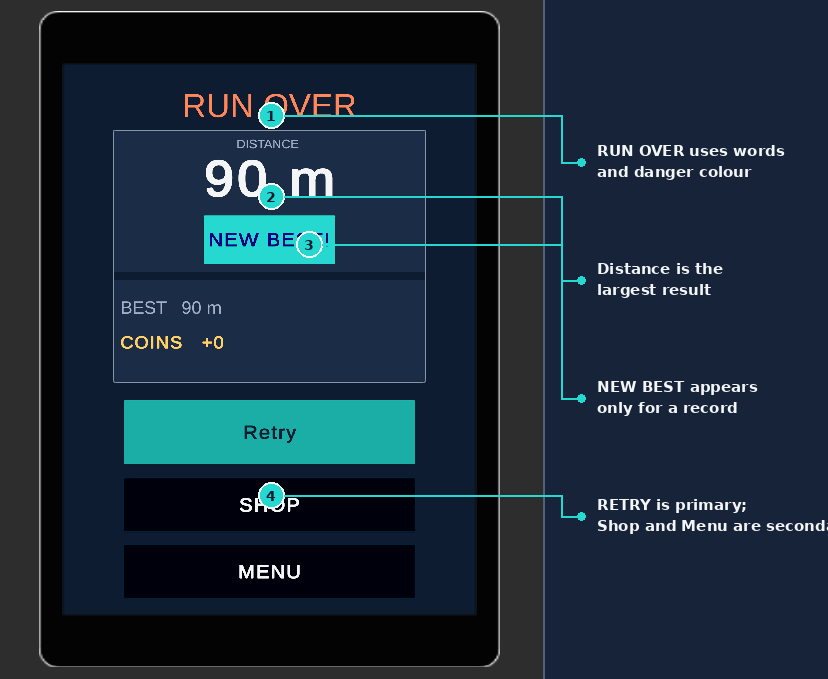 RUN OVER
1
DISTANCE
90 m
2
NEW BEST!
3
BEST 90 m
COINS +0
Retry
4
SHOP
MENU
RUN OVER uses words
and danger colour
Distance is the
largest result
NEW BEST appears
only for a record
RETRY is primary;
Shop and Menu are